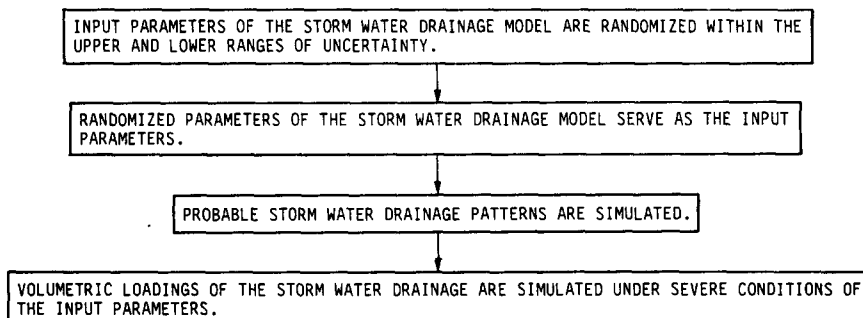 INPUT PARAMETERS OF THE STORM WATER DRAINAGE MODEL ARE RANDOMIZED WITHIN THE
UPPER AND LOWER RANGES OF UNCERTAINTY.
RANDOMIZED PARAMETERS OF THE STORM WATER DRAINAGE MODEL SERVE AS THE INPUT
PARAMETERS.
PROBABLE STORM WATER DRAINAGE PATTERNS ARE SIMULATED.
VOLUMETRIC LOADINGS OF THE STORM WATER DRAINAGE ARE SIMULATED UNDER SEVERE CONDITIONS OF
THE INPUT PARAMETERS.